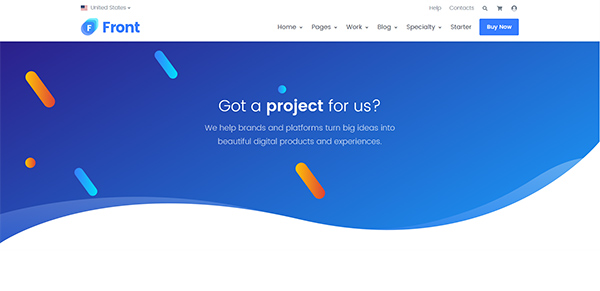 United States
Help Contacts
F Front
Home Pages Work Blog Specialty Starter Buy Now
Got a project for us?
We help brands and platforms turn big ideas into
beautiful digital products and experiences.